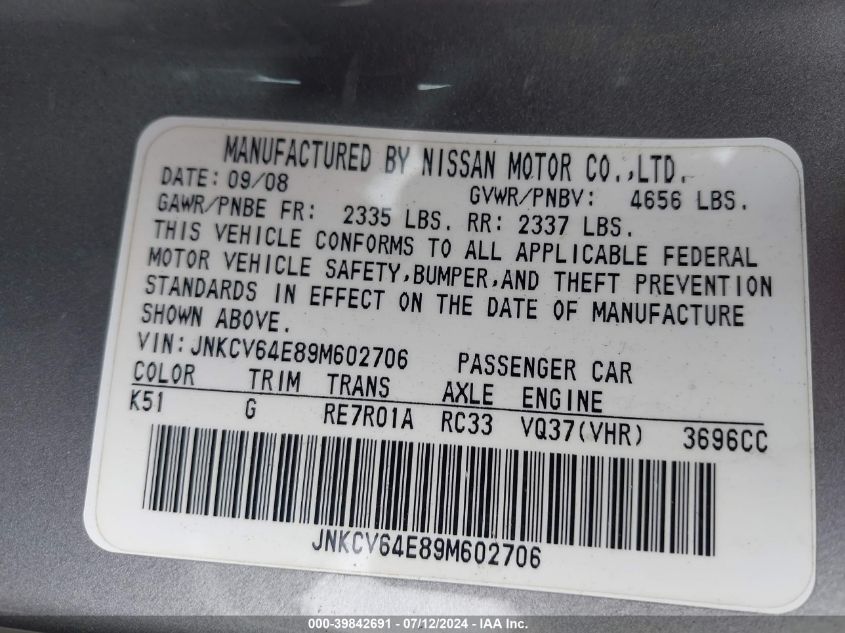 MANUFACTURED BY NISSAN MOTOR CO.,LTD.
DATE: 09/08 GVWR/PNBV: 4656 LBS.
GAWR/PNBE FR: 2335 LBS. RR: 2337 LBS.
THIS VEHICLE CONFORMS TO ALL APPLICABLE FEDERAL
MOTOR VEHICLE SAFETY,BUMPER,AND THEFT PREVENTION
STANDARDS IN EFFECT ON THE DATE OF MANUFACTURE
SHOWN ABOVE.
VIN: JNKCV64E89M602706 PASSENGER CAR
COLOR TRIM TRANS AXLE ENGINE
K51 G RE7R01A RC33 VQ37(VHR) 3696CC
JNKCV64E89M602706
000-39842691 - 07/12/2024 - IAA Inc.